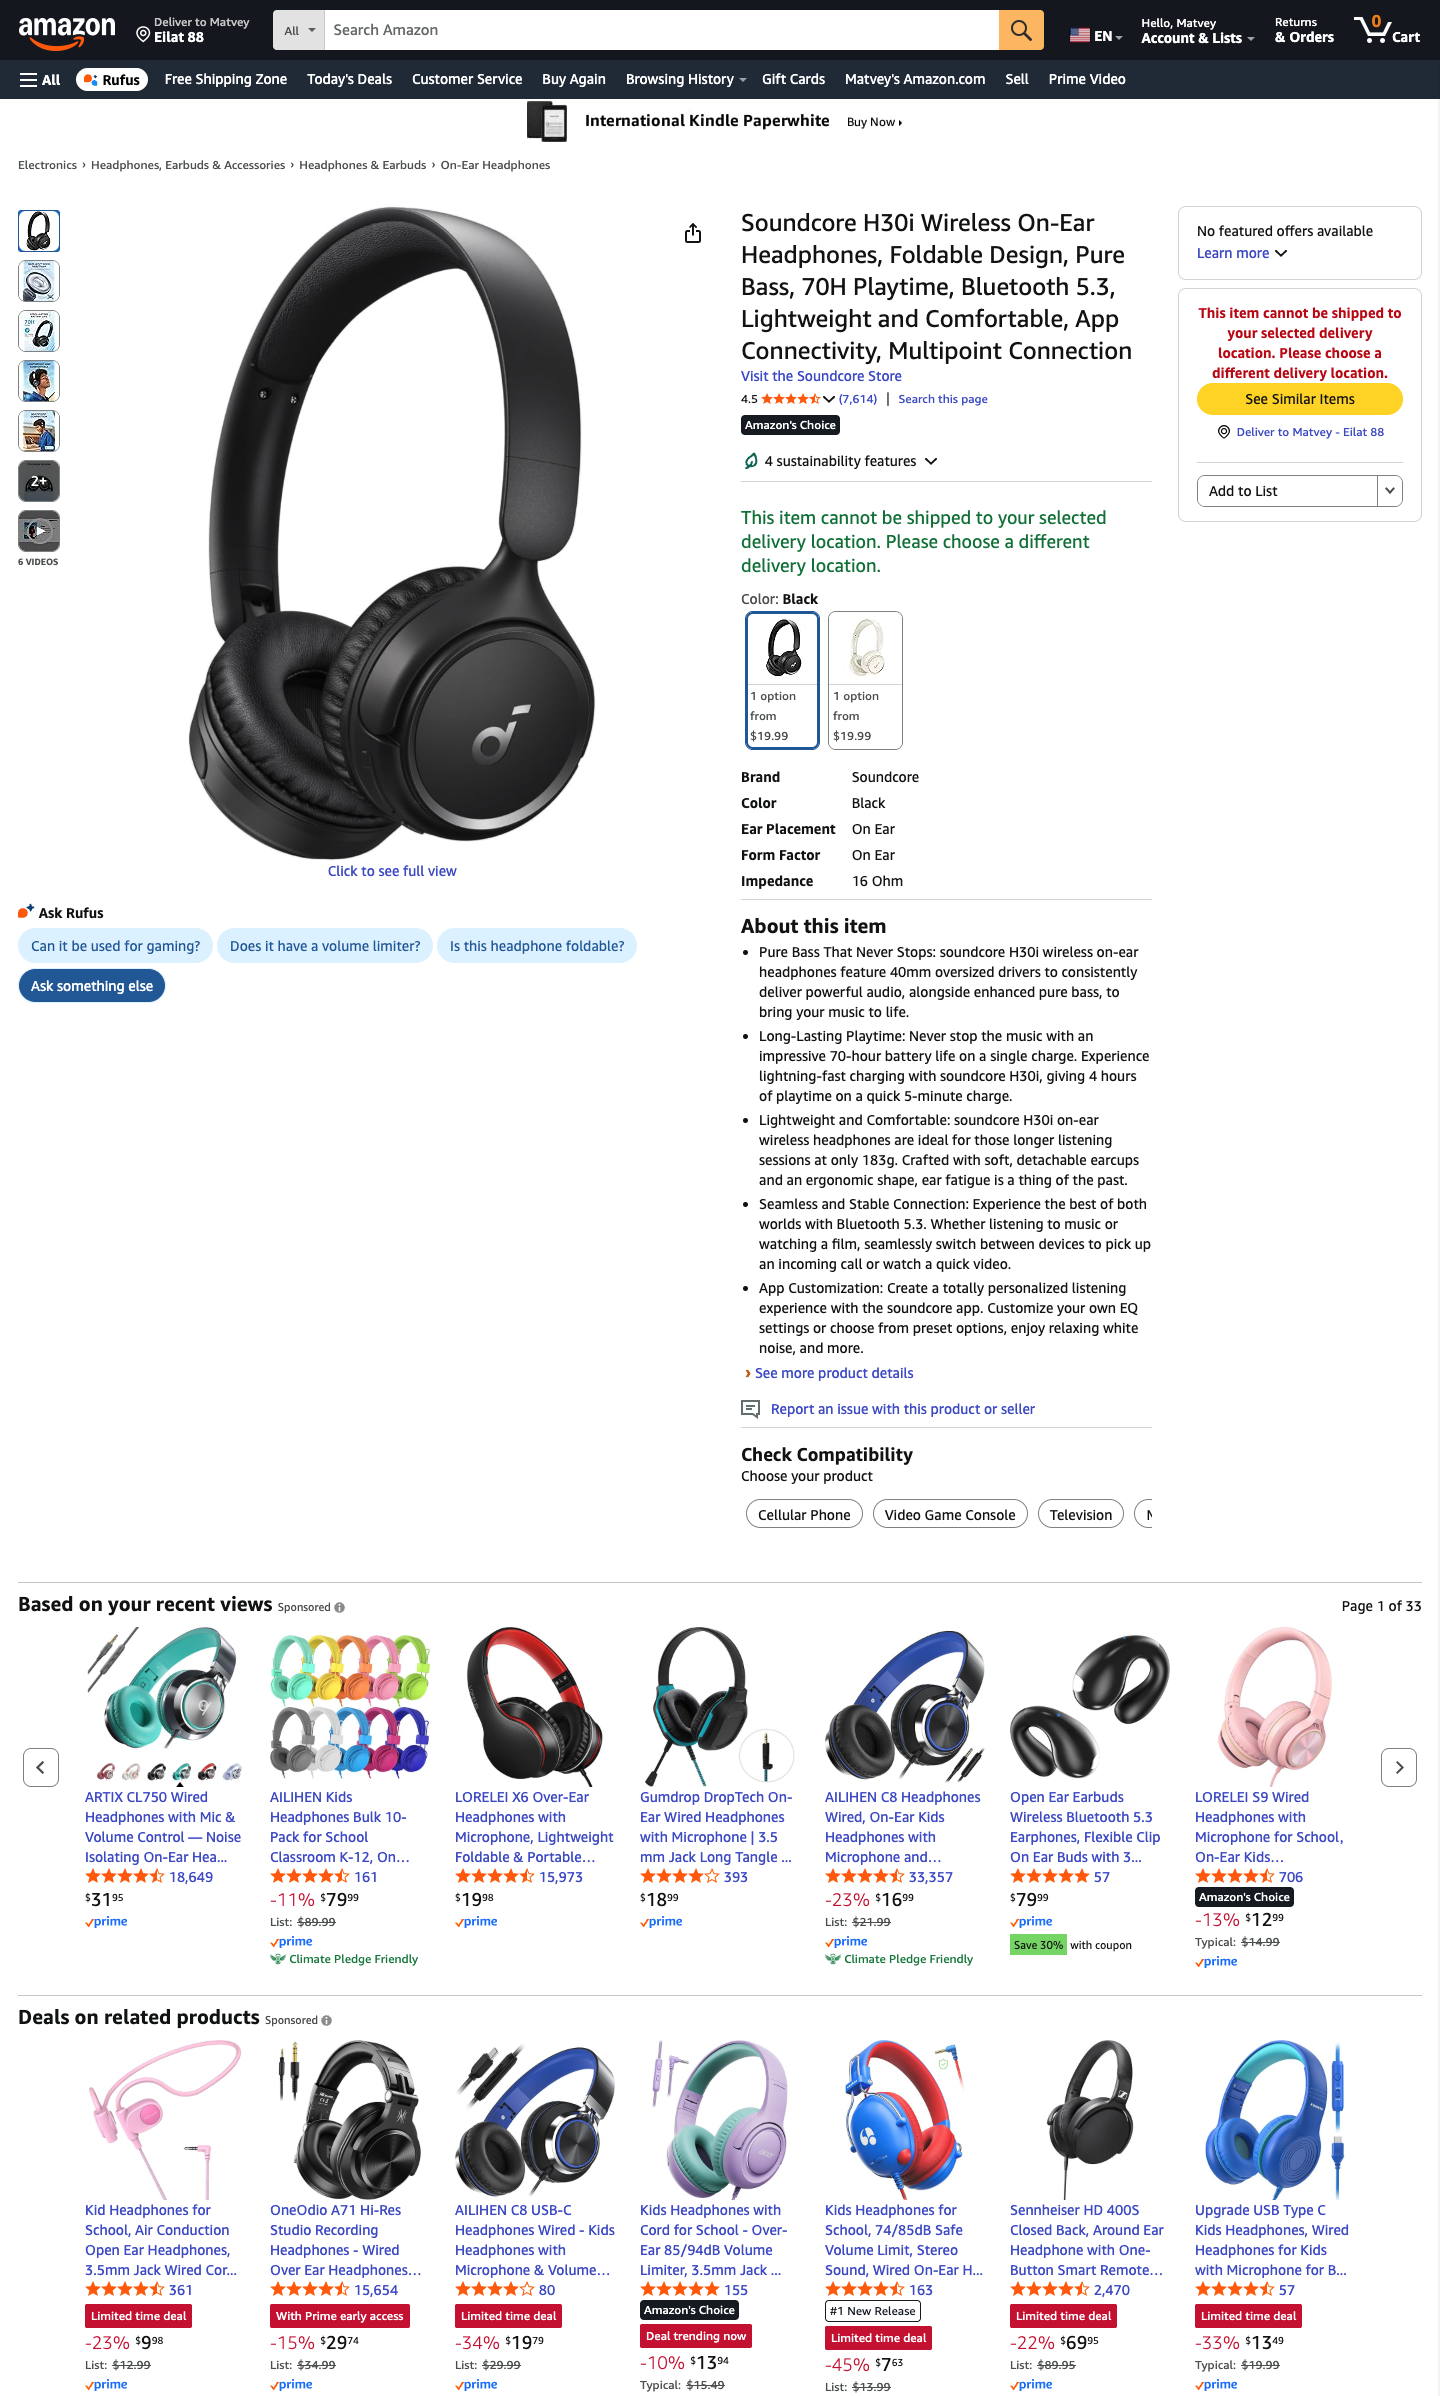 amazon
Deliver to Matvey
Eilat 88
All
Search Amazon
EN
Hello, Matvey
Account & Lists
Returns
& Orders
0
Cart
All
Rufus
Free Shipping Zone
Today's Deals
Customer Service
Buy Again
Browsing History
Gift Cards
Matvey's Amazon.com
Sell
Prime Video
International Kindle Paperwhite
Buy Now
Electronics › Headphones, Earbuds & Accessories › Headphones & Earbuds › On-Ear Headphones
70H
2+
6 VIDEOS
Click to see full view
Ask Rufus
Can it be used for gaming?
Does it have a volume limiter?
Is this headphone foldable?
Ask something else
Soundcore H30i Wireless On-Ear
Headphones, Foldable Design, Pure
Bass, 70H Playtime, Bluetooth 5.3,
Lightweight and Comfortable, App
Connectivity, Multipoint Connection
Visit the Soundcore Store
4.5 (7,614) | Search this page
Amazon's Choice
4 sustainability features
This item cannot be shipped to your selected
delivery location. Please choose a different
delivery location.
Color: Black
1 option
from
$19.99
1 option
from
$19.99
Brand Soundcore
Color Black
Ear Placement On Ear
Form Factor On Ear
Impedance 16 Ohm
About this item
• Pure Bass That Never Stops: soundcore H30i wireless on-ear
headphones feature 40mm oversized drivers to consistently
deliver powerful audio, alongside enhanced pure bass, to
bring your music to life.
• Long-Lasting Playtime: Never stop the music with an
impressive 70-hour battery life on a single charge. Experience
lightning-fast charging with soundcore H30i, giving 4 hours
of playtime on a quick 5-minute charge.
• Lightweight and Comfortable: soundcore H30i on-ear
wireless headphones are ideal for those longer listening
sessions at only 183g. Crafted with soft, detachable earcups
and an ergonomic shape, ear fatigue is a thing of the past.
• Seamless and Stable Connection: Experience the best of both
worlds with Bluetooth 5.3. Whether listening to music or
watching a film, seamlessly switch between devices to pick up
an incoming call or watch a quick video.
• App Customization: Create a totally personalized listening
experience with the soundcore app. Customize your own EQ
settings or choose from preset options, enjoy relaxing white
noise, and more.
› See more product details
Report an issue with this product or seller
Check Compatibility
Choose your product
Cellular Phone
Video Game Console
Television
No featured offers available
Learn more
This item cannot be shipped to
your selected delivery
location. Please choose a
different delivery location.
See Similar Items
Deliver to Matvey - Eilat 88
Add to List
Based on your recent views Sponsored
Page 1 of 33
ARTIX CL750 Wired
Headphones with Mic &
Volume Control — Noise
Isolating On-Ear Hea...
18,649
$31.95
prime
AILIHEN Kids
Headphones Bulk 10-
Pack for School
Classroom K-12, On...
161
-11% $79.99
List: $89.99
prime
Climate Pledge Friendly
LORELEI X6 Over-Ear
Headphones with
Microphone, Lightweight
Foldable & Portable...
15,973
$19.98
prime
Gumdrop DropTech On-
Ear Wired Headphones
with Microphone | 3.5
mm Jack Long Tangle ...
393
$18.99
prime
AILIHEN C8 Headphones
Wired, On-Ear Kids
Headphones with
Microphone and...
33,357
-23% $16.99
List: $21.99
prime
Climate Pledge Friendly
Open Ear Earbuds
Wireless Bluetooth 5.3
Earphones, Flexible Clip
On Ear Buds with 3...
57
$79.99
prime
Save 30% with coupon
LORELEI S9 Wired
Headphones with
Microphone for School,
On-Ear Kids...
706
Amazon's Choice
-13% $12.99
Typical: $14.99
prime
Deals on related products Sponsored
Kid Headphones for
School, Air Conduction
Open Ear Headphones,
3.5mm Jack Wired Cor...
361
Limited time deal
-23% $9.98
List: $12.99
prime
OneOdio A71 Hi-Res
Studio Recording
Headphones - Wired
Over Ear Headphones...
15,654
With Prime early access
-15% $29.74
List: $34.99
prime
AILIHEN C8 USB-C
Headphones Wired - Kids
Headphones with
Microphone & Volume...
80
Limited time deal
-34% $19.79
List: $29.99
prime
Kids Headphones with
Cord for School - Over-
Ear 85/94dB Volume
Limiter, 3.5mm Jack ...
155
Amazon's Choice
Deal trending now
-10% $13.94
Typical: $15.49
Kids Headphones for
School, 74/85dB Safe
Volume Limit, Stereo
Sound, Wired On-Ear H...
163
#1 New Release
Limited time deal
-45% $7.63
List: $13.99
Sennheiser HD 400S
Closed Back, Around Ear
Headphone with One-
Button Smart Remote...
2,470
Limited time deal
-22% $69.95
List: $89.95
prime
Upgrade USB Type C
Kids Headphones, Wired
Headphones for Kids
with Microphone for B...
57
Limited time deal
-33% $13.49
Typical: $19.99
prime